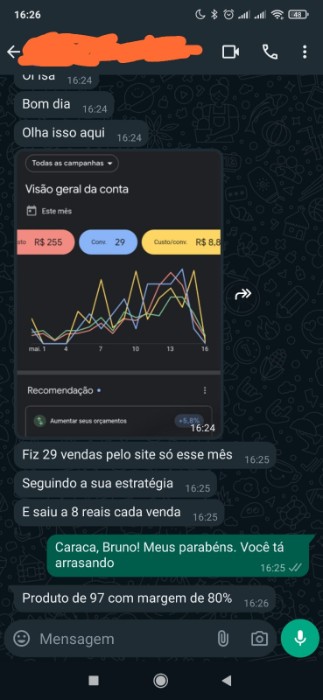 16:26
48
Oi Isa 16:24
Bom dia 16:24
Olha isso aqui 16:24
Todas as campanhas
Visão geral da conta
Este mês
R$ 255 Conv. 29 Custo/conv. R$ 8,8
mai. 1 4 7 10 13 16
Recomendação
Aumentar seus orçamentos +5,8%
16:24
Fiz 29 vendas pelo site só esse mês 16:25
Seguindo a sua estratégia 16:25
E saiu a 8 reais cada venda 16:25
Caraca, Bruno! Meus parabéns. Você tá
arrasando 16:25
Produto de 97 com margem de 80% 16:26
Mensagem